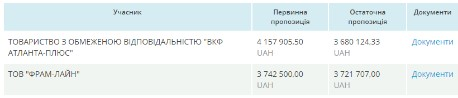 Учасник Первинна пропозиція Остаточна пропозиція Документи
ТОВАРИСТВО З ОБМЕЖЕНОЮ ВІДПОВІДАЛЬНІСТЮ "ВКФ АТЛАНТА-ПЛЮС" 4 157 905.50 UAH 3 680 124.33 UAH Документи
ТОВ "ФРАМ-ЛАЙН" 3 742 500.00 UAH 3 721 707.00 UAH Документи